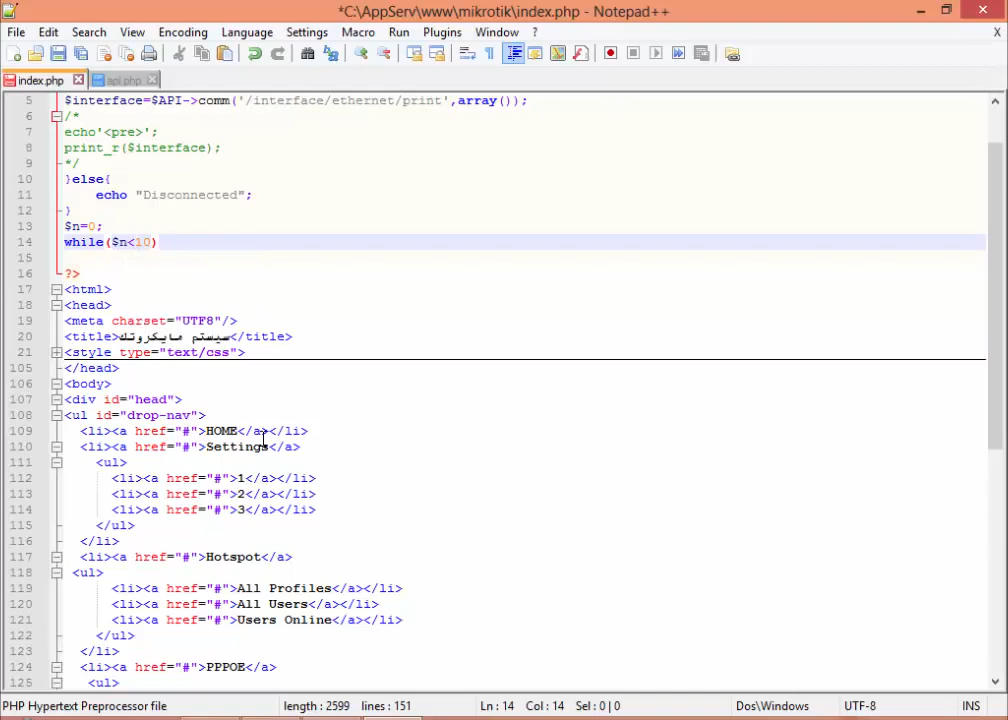 *C:\AppServ\www\mikrotik\index.php - Notepad++
File Edit Search View Encoding Language Settings Macro Run Plugins Window ? X
index.php api.php
5 $interface=$API->comm('/interface/ethernet/print',array());
6 /*
7 echo'<pre>';
8 print_r($interface);
9 */
10 }else{
11 echo "Disconnected";
12 }
13 $n=0;
14 while($n<10)
15
16 ?>
17 <html>
18 <head>
19 <meta charset="UTF8"/>
20 <title>سيستم مايكروتك</title>
21 <style type="text/css">
105 </head>
106 <body>
107 <div id="head">
108 <ul id="drop-nav">
109 <li><a href="#">HOME</a></li>
110 <li><a href="#">Settings</a>
111 <ul>
112 <li><a href="#">1</a></li>
113 <li><a href="#">2</a></li>
114 <li><a href="#">3</a></li>
115 </ul>
116 </li>
117 <li><a href="#">Hotspot</a>
118 <ul>
119 <li><a href="#">All Profiles</a></li>
120 <li><a href="#">All Users</a></li>
121 <li><a href="#">Users Online</a></li>
122 </ul>
123 </li>
124 <li><a href="#">PPPOE</a>
125 <ul>
PHP Hypertext Preprocessor file length : 2599 lines : 151 Ln : 14 Col : 14 Sel : 0 | 0 Dos\Windows UTF-8 INS